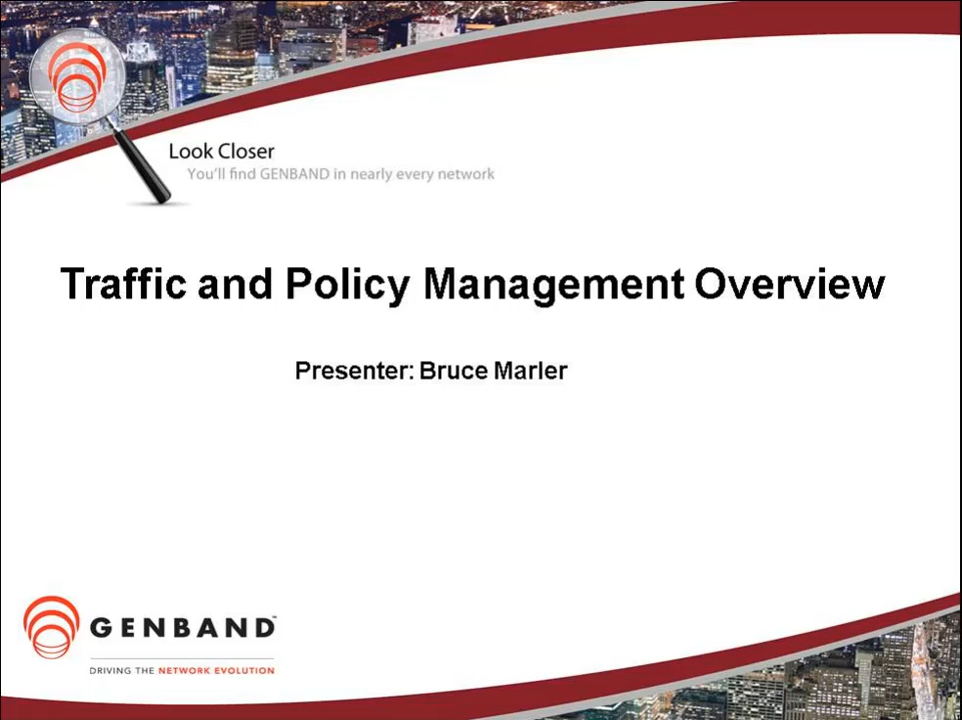 Look Closer
You'll find GENBAND in nearly every network
Traffic and Policy Management Overview
Presenter: Bruce Marler
GENBAND™
DRIVING THE NETWORK EVOLUTION